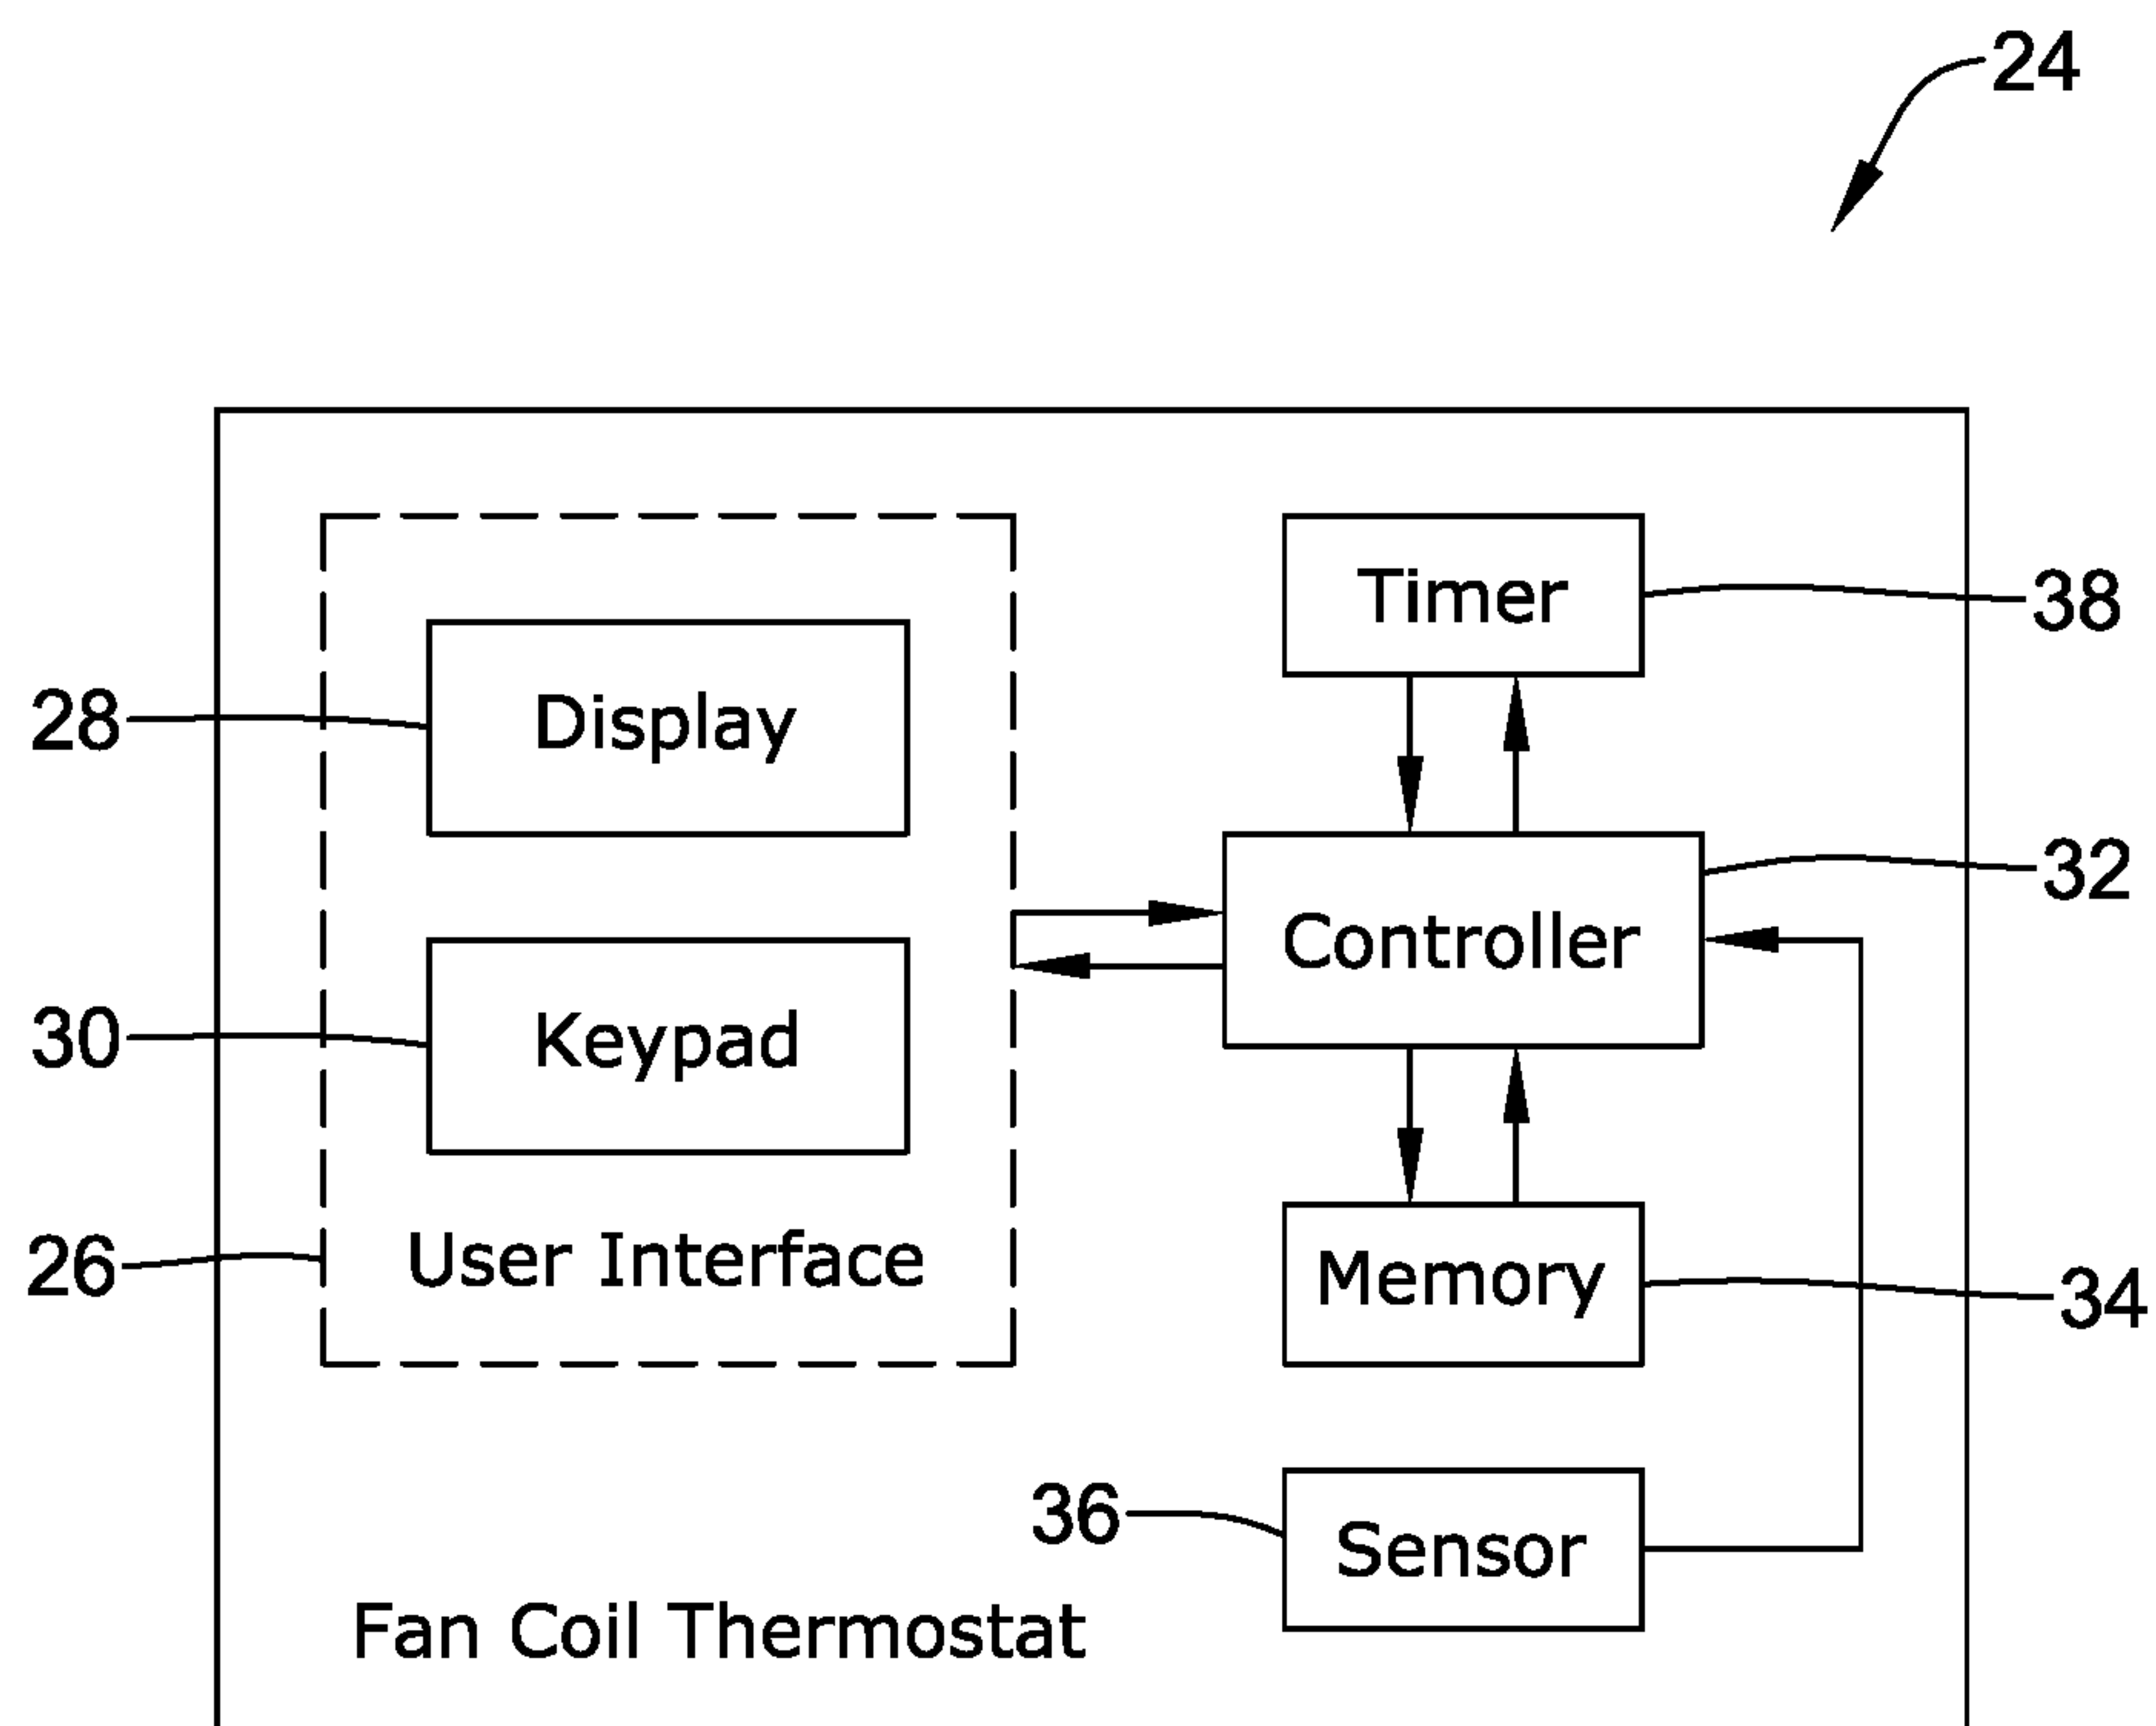 24
Timer
38
Display
28
32
Controller
Keypad
30
User Interface
26
Memory
34
36
Sensor
Fan Coil Thermostat